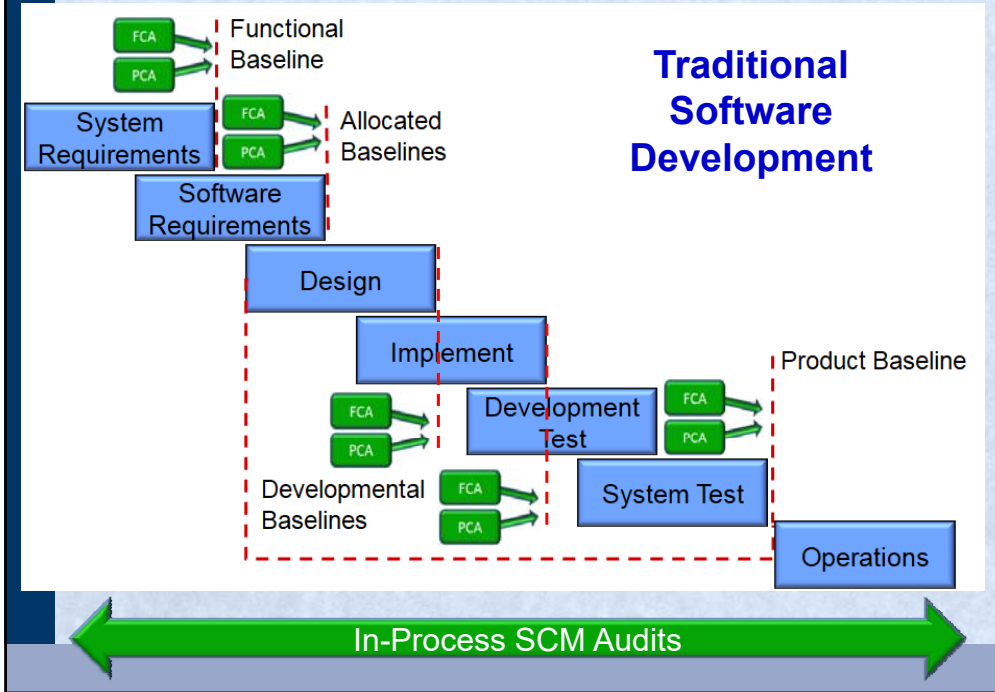 FCA
PCA
Functional
Baseline
Traditional
Software
Development
System
Requirements
FCA
PCA
Allocated
Baselines
Software
Requirements
Design
Implement
Product Baseline
FCA
PCA
Development
Test
FCA
PCA
Developmental
Baselines
FCA
PCA
System Test
Operations
In-Process SCM Audits